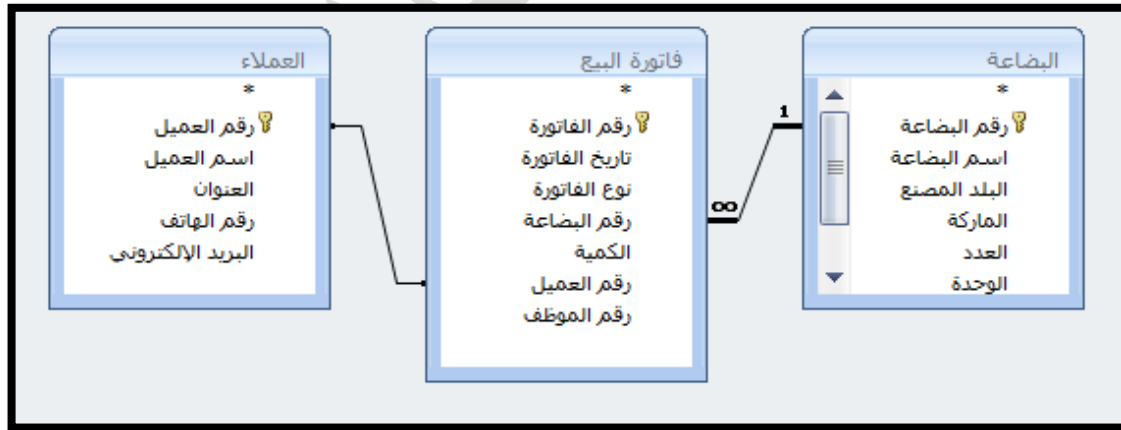 البضاعة
*
رقم البضاعة
اسم البضاعة
البلد المصنع
الماركة
العدد
الوحدة
1
∞
فاتورة البيع
*
رقم الفاتورة
تاريخ الفاتورة
نوع الفاتورة
رقم البضاعة
الكمية
رقم العميل
رقم الموظف
العملاء
*
رقم العميل
اسم العميل
العنوان
رقم الهاتف
البريد الإلكتروني